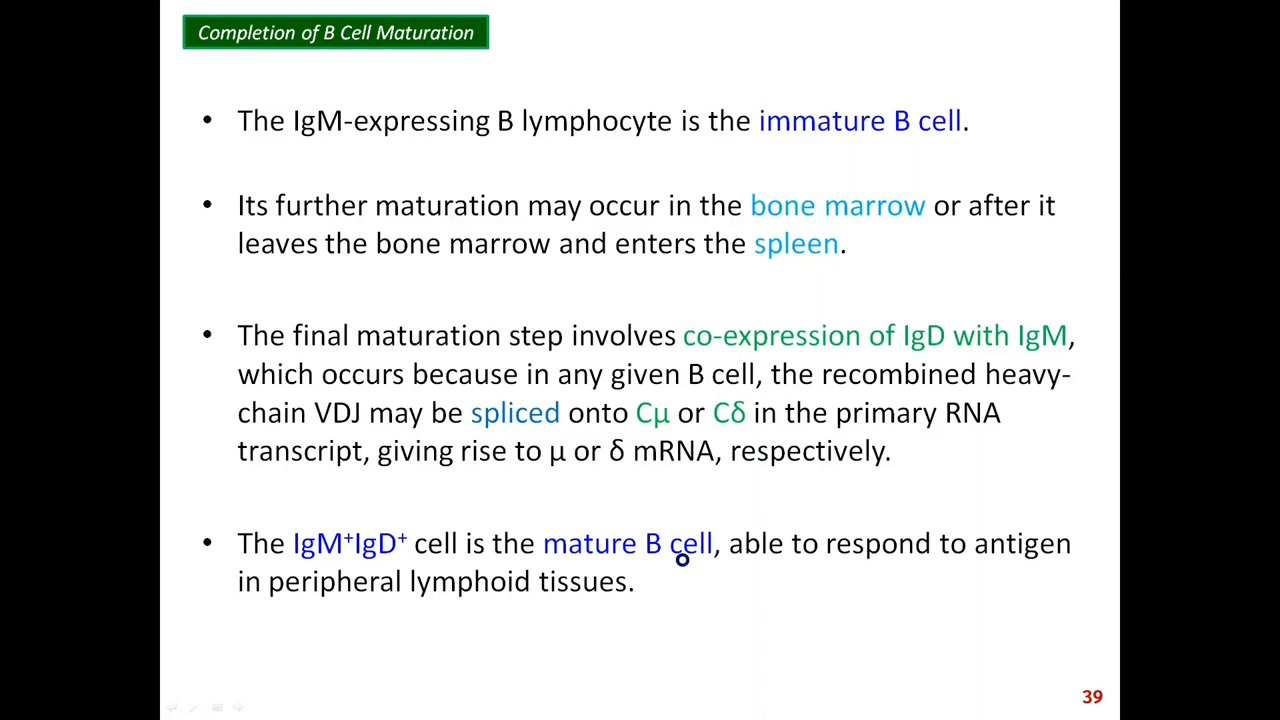 Completion of B Cell Maturation
• The IgM-expressing B lymphocyte is the immature B cell.
• Its further maturation may occur in the bone marrow or after it
leaves the bone marrow and enters the spleen.
• The final maturation step involves co-expression of IgD with IgM,
which occurs because in any given B cell, the recombined heavy-
chain VDJ may be spliced onto Cμ or Cδ in the primary RNA
transcript, giving rise to μ or δ mRNA, respectively.
• The IgM⁺IgD⁺ cell is the mature B cell, able to respond to antigen
in peripheral lymphoid tissues.
39